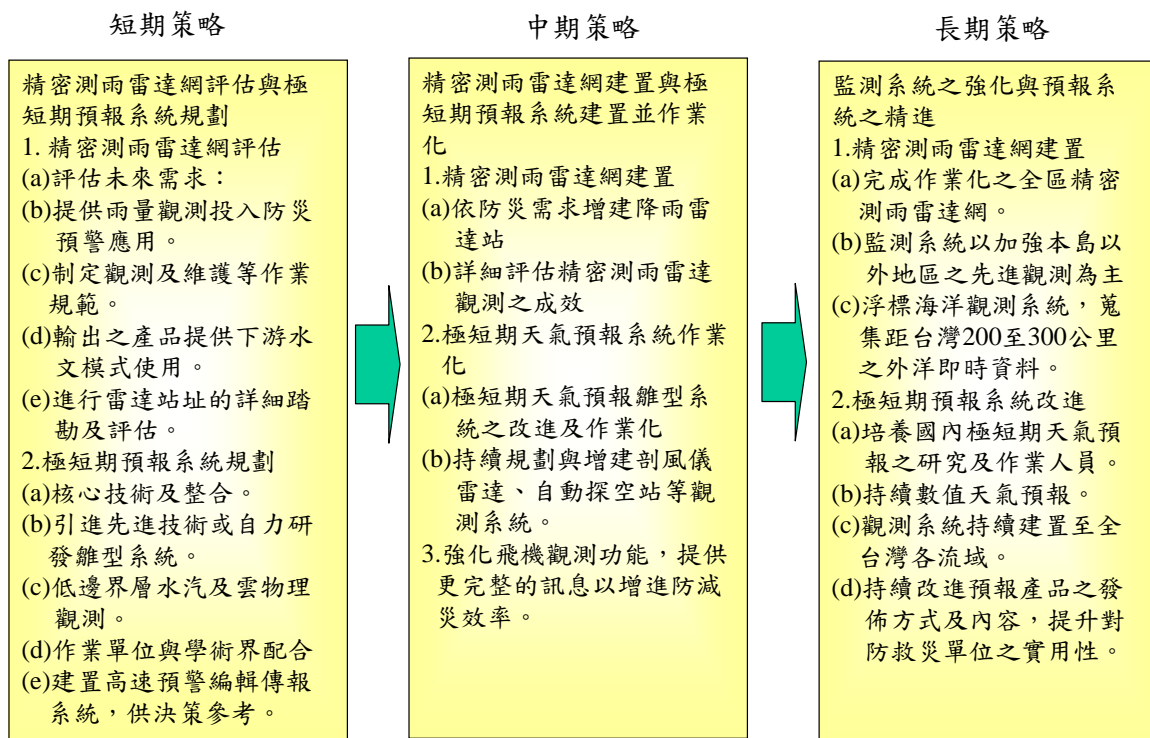 短期策略
精密測雨雷達網評估與極
短期預報系統規劃
1. 精密測雨雷達網評估
(a)評估未來需求：
(b)提供雨量觀測投入防災
預警應用。
(c)制定觀測及維護等作業
規範。
(d)輸出之產品提供下游水
文模式使用。
(e)進行雷達站址的詳細踏
勘及評估。
2.極短期預報系統規劃
(a)核心技術及整合。
(b)引進先進技術或自力研
發雛型系統。
(c)低邊界層水汽及雲物理
觀測。
(d)作業單位與學術界配合
(e)建置高速預警編輯傳報
系統，供決策參考。
中期策略
精密測雨雷達網建置與極
短期預報系統建置並作業
化
1.精密測雨雷達網建置
(a)依防災需求增建降雨雷
達站
(b)詳細評估精密測雨雷達
觀測之成效
2.極短期天氣預報系統作業
化
(a)極短期天氣預報雛型系
統之改進及作業化
(b)持續規劃與增建剖風儀
雷達、自動探空站等觀
測系統。
3.強化飛機觀測功能，提供
更完整的訊息以增進防減
災效率。
長期策略
監測系統之強化與預報系
統之精進
1.精密測雨雷達網建置
(a)完成作業化之全區精密
測雨雷達網。
(b)監測系統以加強本島以
外地區之先進觀測為主
(c)浮標海洋觀測系統，蒐
集距台灣200至300公里
之外洋即時資料。
2.極短期預報系統改進
(a)培養國內極短期天氣預
報之研究及作業人員。
(b)持續數值天氣預報。
(c)觀測系統持續建置至全
台灣各流域。
(d)持續改進預報產品之發
佈方式及內容，提升對
防救災單位之實用性。